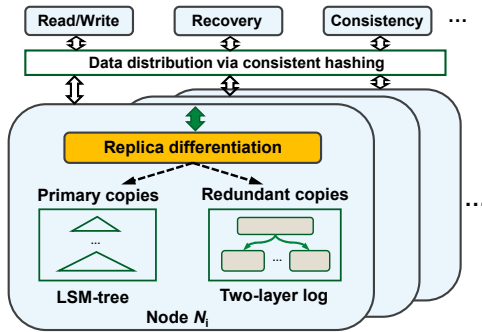 Read/Write Recovery Consistency ...
Data distribution via consistent hashing
Replica differentiation
Primary copies Redundant copies
... ...
LSM-tree Two-layer log
Node Ni
...